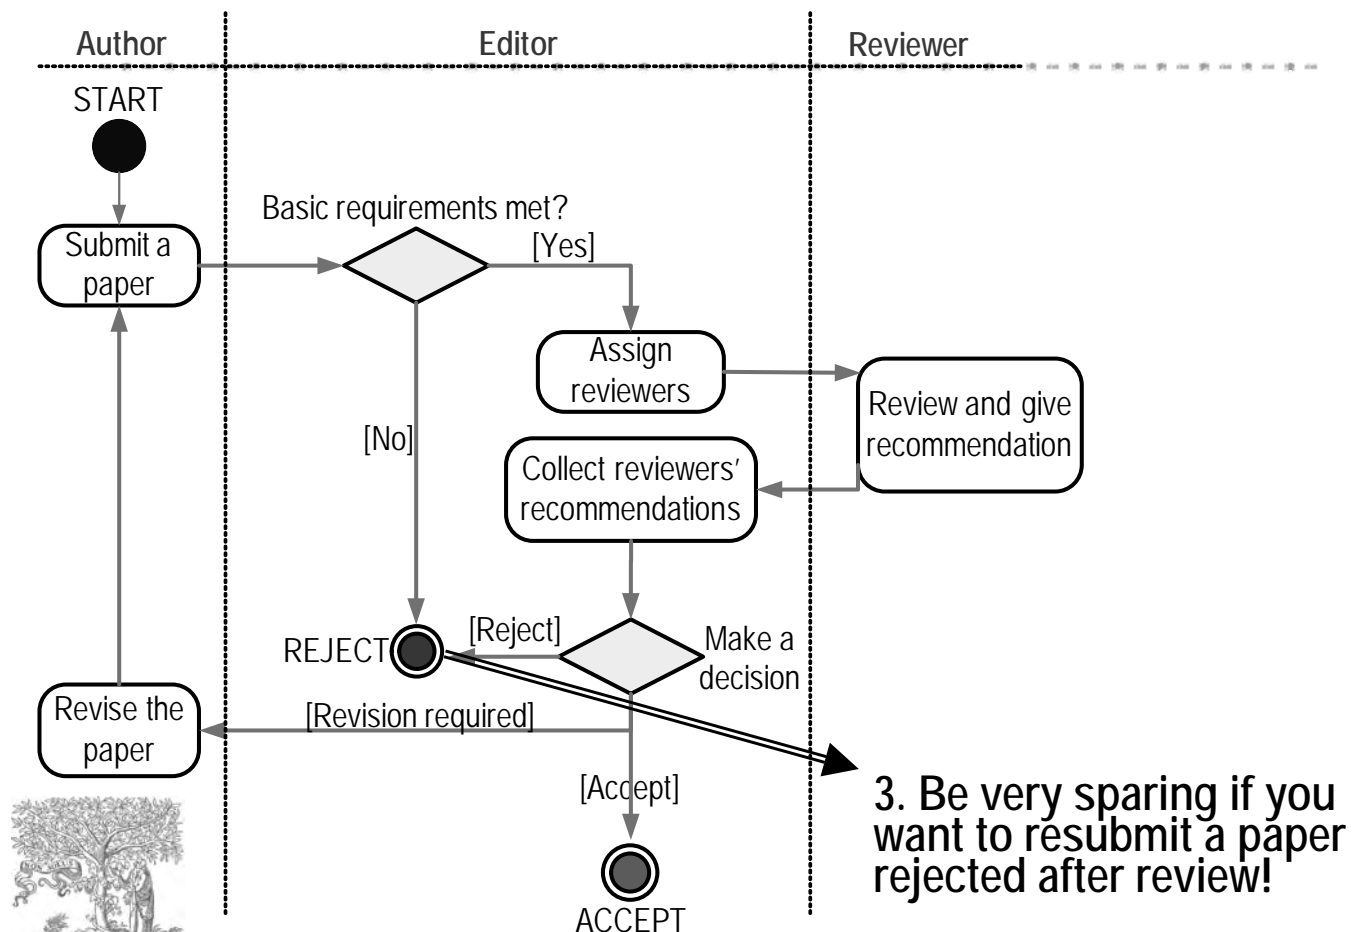 Author
Editor
Reviewer
START
Basic requirements met?
[Yes]
Submit a
paper
Assign
reviewers
Review and give
recommendation
[No]
Collect reviewers'
recommendations
REJECT
[Reject]
Make a
decision
Revise the
paper
[Revision required]
[Accept]
3. Be very sparing if you
want to resubmit a paper
rejected after review!
ACCEPT